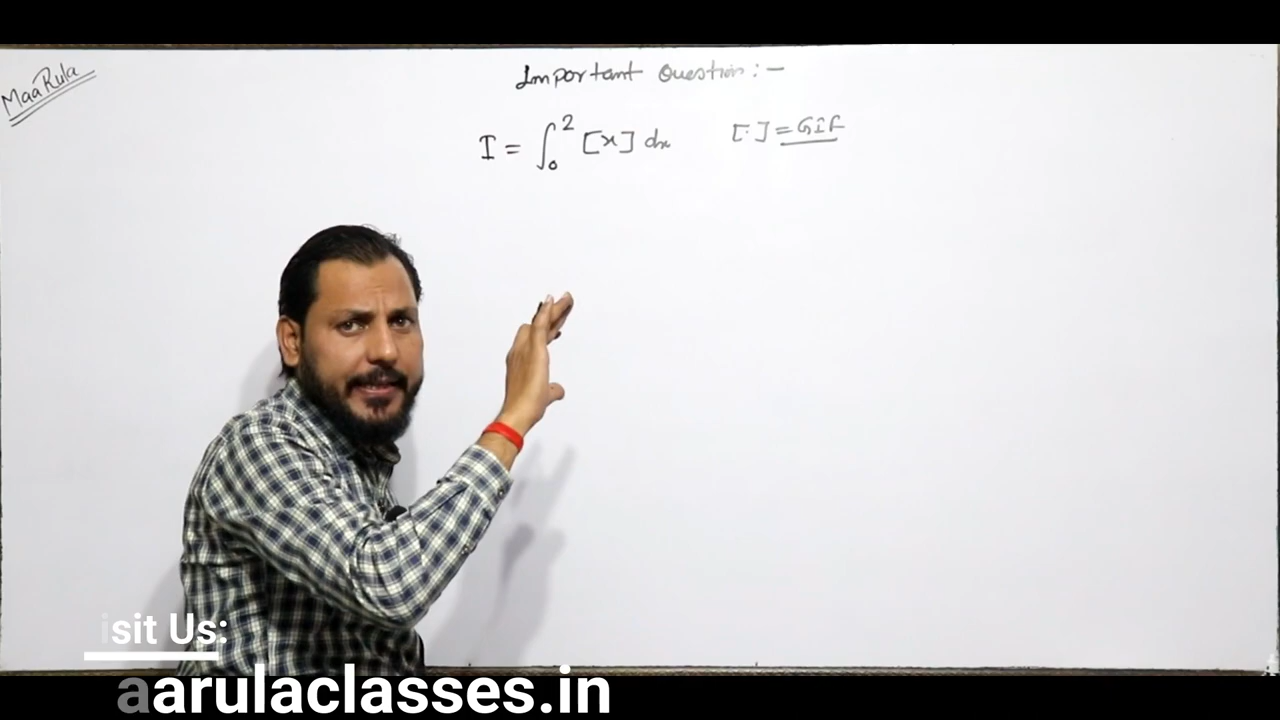 MaaRula
Important Question:-
I = ∫₀² [x] dx [·] = GIF
isit Us:
aarulaclasses.in